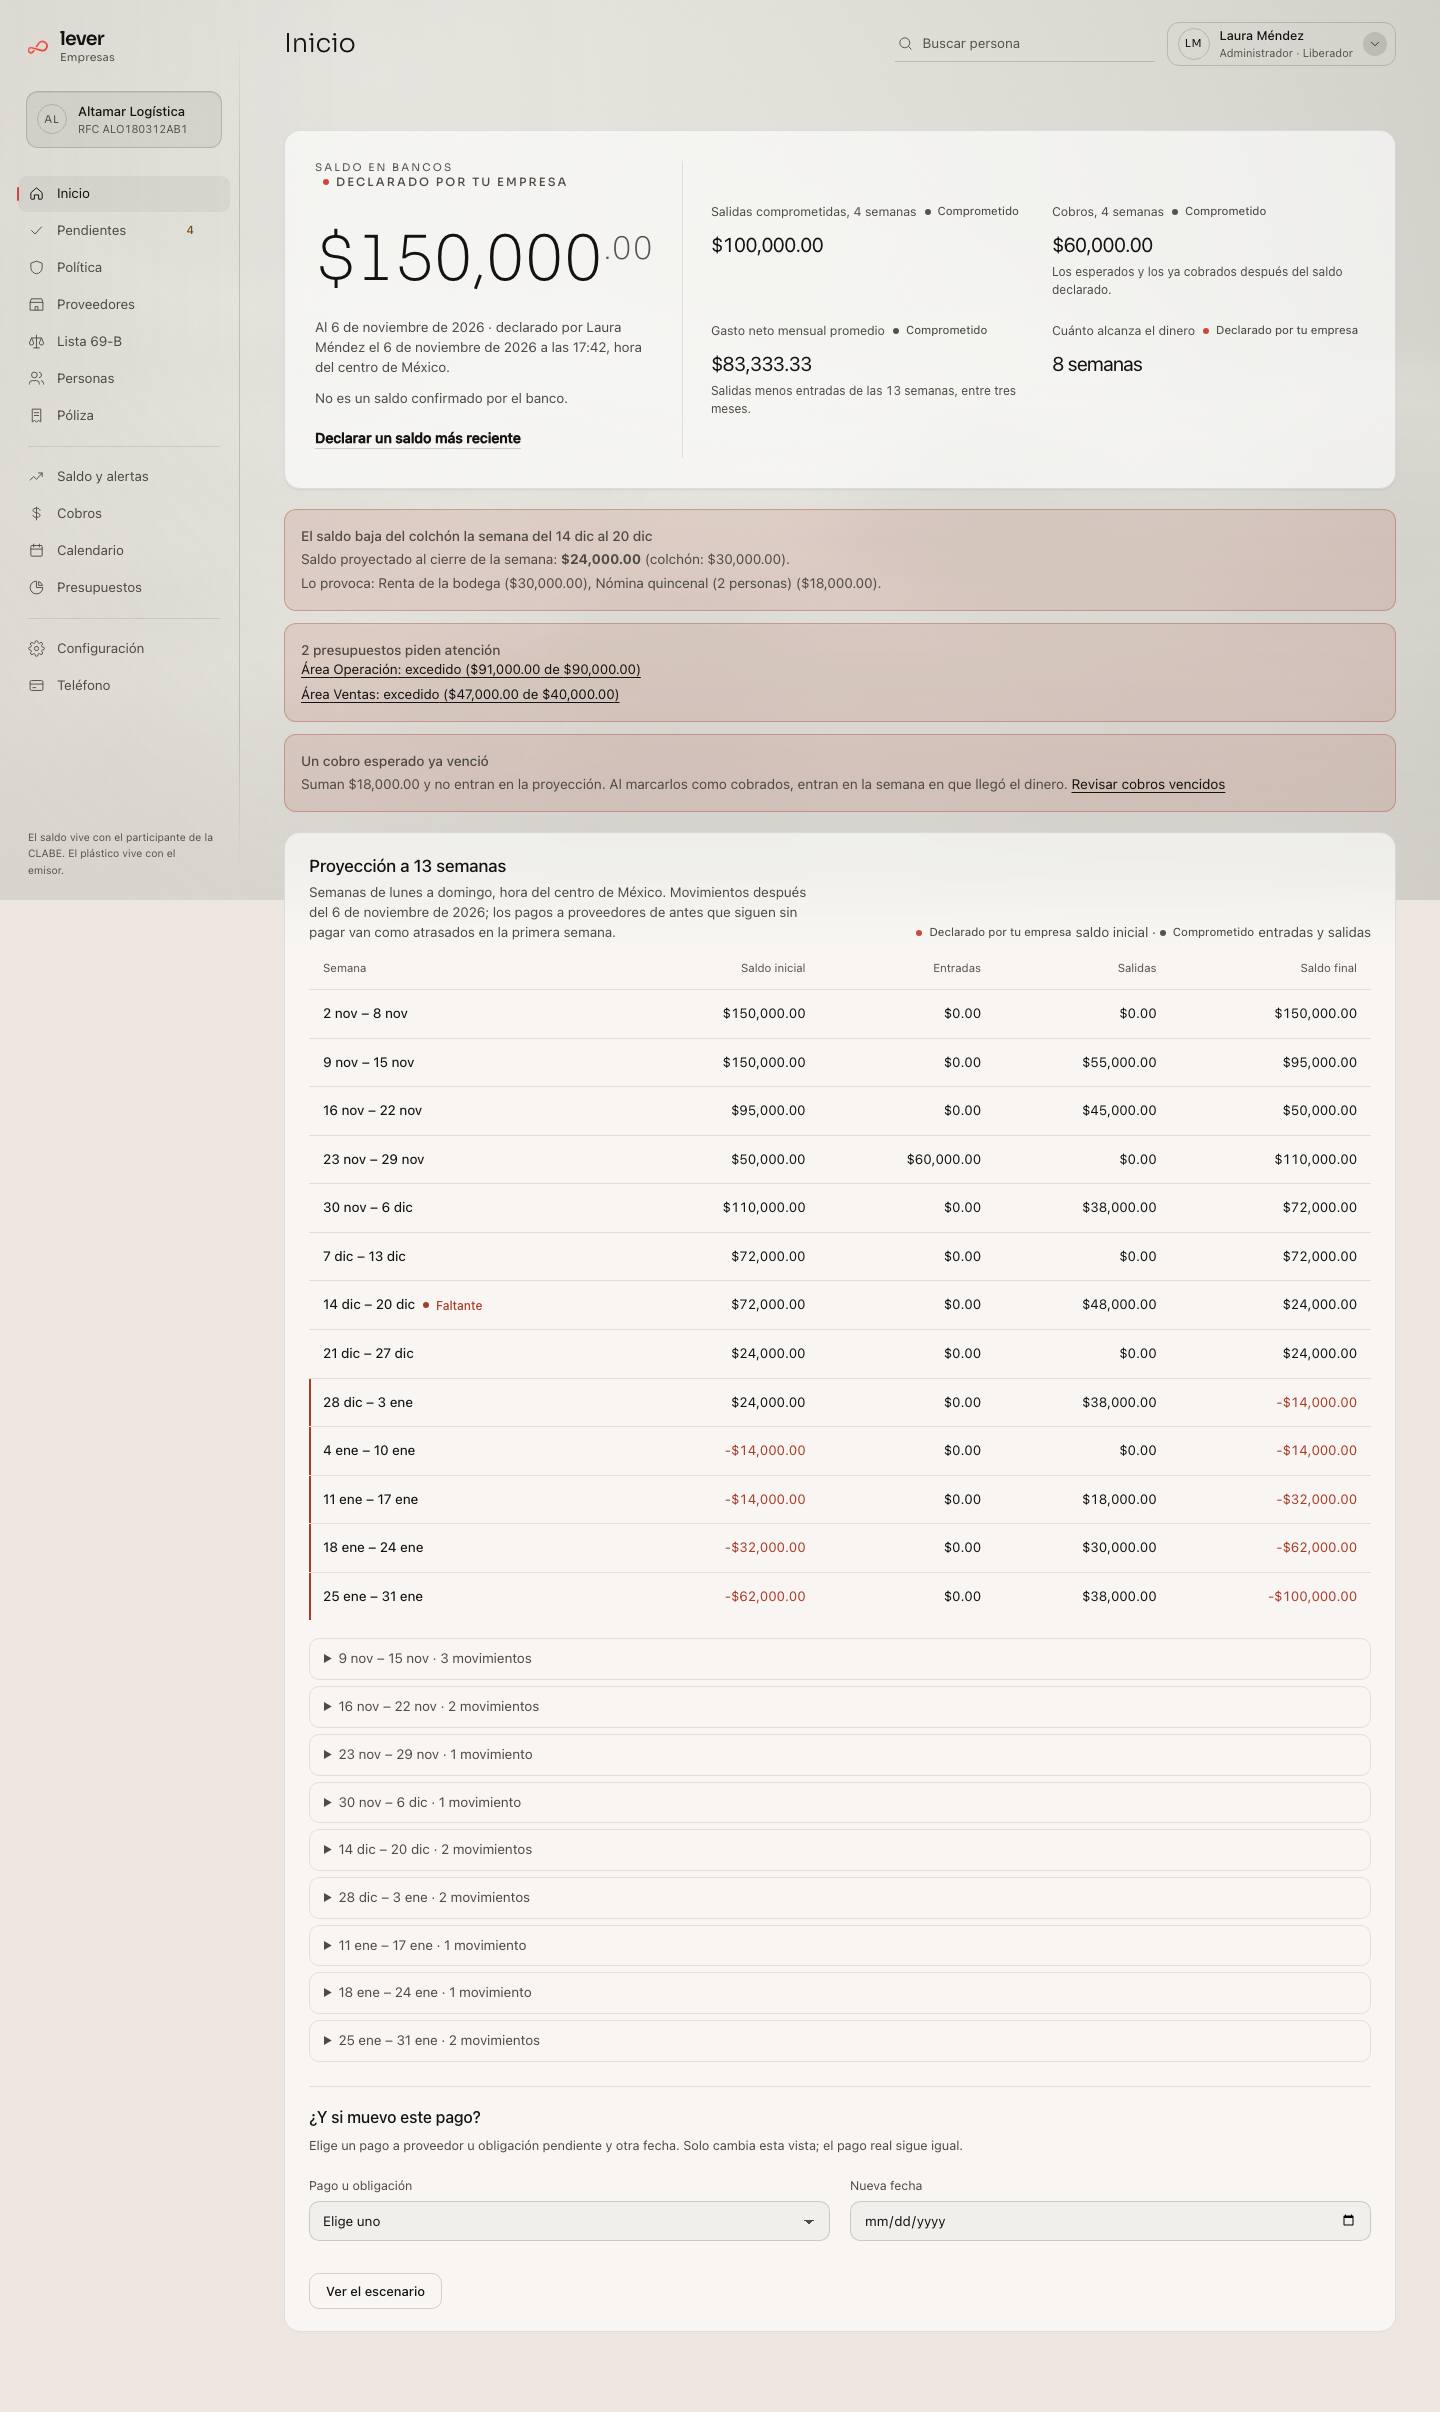 lever
Empresas
AL
Altamar Logística
RFC ALO180312AB1
Inicio
Pendientes 4
Política
Proveedores
Lista 69-B
Personas
Póliza
Saldo y alertas
Cobros
Calendario
Presupuestos
Configuración
Teléfono
El saldo vive con el participante de la
CLABE. El plástico vive con el
emisor.
Inicio
Buscar persona
LM
Laura Méndez
Administrador · Liberador
SALDO EN BANCOS
DECLARADO POR TU EMPRESA
$150,000.00
Al 6 de noviembre de 2026 · declarado por Laura
Méndez el 6 de noviembre de 2026 a las 17:42, hora
del centro de México.
No es un saldo confirmado por el banco.
Declarar un saldo más reciente
Salidas comprometidas, 4 semanas Comprometido
$100,000.00
Cobros, 4 semanas Comprometido
$60,000.00
Los esperados y los ya cobrados después del saldo
declarado.
Gasto neto mensual promedio Comprometido
$83,333.33
Salidas menos entradas de las 13 semanas, entre tres
meses.
Cuánto alcanza el dinero Declarado por tu empresa
8 semanas
El saldo baja del colchón la semana del 14 dic al 20 dic
Saldo proyectado al cierre de la semana: $24,000.00 (colchón: $30,000.00).
Lo provoca: Renta de la bodega ($30,000.00), Nómina quincenal (2 personas) ($18,000.00).
2 presupuestos piden atención
Área Operación: excedido ($91,000.00 de $90,000.00)
Área Ventas: excedido ($47,000.00 de $40,000.00)
Un cobro esperado ya venció
Suman $18,000.00 y no entran en la proyección. Al marcarlos como cobrados, entran en la semana en que llegó el dinero. Revisar cobros vencidos
Proyección a 13 semanas
Semanas de lunes a domingo, hora del centro de México. Movimientos después
del 6 de noviembre de 2026; los pagos a proveedores de antes que siguen sin
pagar van como atrasados en la primera semana.
Declarado por tu empresa saldo inicial · Comprometido entradas y salidas
Semana Saldo inicial Entradas Salidas Saldo final
2 nov – 8 nov $150,000.00 $0.00 $0.00 $150,000.00
9 nov – 15 nov $150,000.00 $0.00 $55,000.00 $95,000.00
16 nov – 22 nov $95,000.00 $0.00 $45,000.00 $50,000.00
23 nov – 29 nov $50,000.00 $60,000.00 $0.00 $110,000.00
30 nov – 6 dic $110,000.00 $0.00 $38,000.00 $72,000.00
7 dic – 13 dic $72,000.00 $0.00 $0.00 $72,000.00
14 dic – 20 dic Faltante $72,000.00 $0.00 $48,000.00 $24,000.00
21 dic – 27 dic $24,000.00 $0.00 $0.00 $24,000.00
28 dic – 3 ene $24,000.00 $0.00 $38,000.00 -$14,000.00
4 ene – 10 ene -$14,000.00 $0.00 $0.00 -$14,000.00
11 ene – 17 ene -$14,000.00 $0.00 $18,000.00 -$32,000.00
18 ene – 24 ene -$32,000.00 $0.00 $30,000.00 -$62,000.00
25 ene – 31 ene -$62,000.00 $0.00 $38,000.00 -$100,000.00
9 nov – 15 nov · 3 movimientos
16 nov – 22 nov · 2 movimientos
23 nov – 29 nov · 1 movimiento
30 nov – 6 dic · 1 movimiento
14 dic – 20 dic · 2 movimientos
28 dic – 3 ene · 2 movimientos
11 ene – 17 ene · 1 movimiento
18 ene – 24 ene · 1 movimiento
25 ene – 31 ene · 2 movimientos
¿Y si muevo este pago?
Elige un pago a proveedor u obligación pendiente y otra fecha. Solo cambia esta vista; el pago real sigue igual.
Pago u obligación Nueva fecha
Elige uno mm/dd/yyyy
Ver el escenario